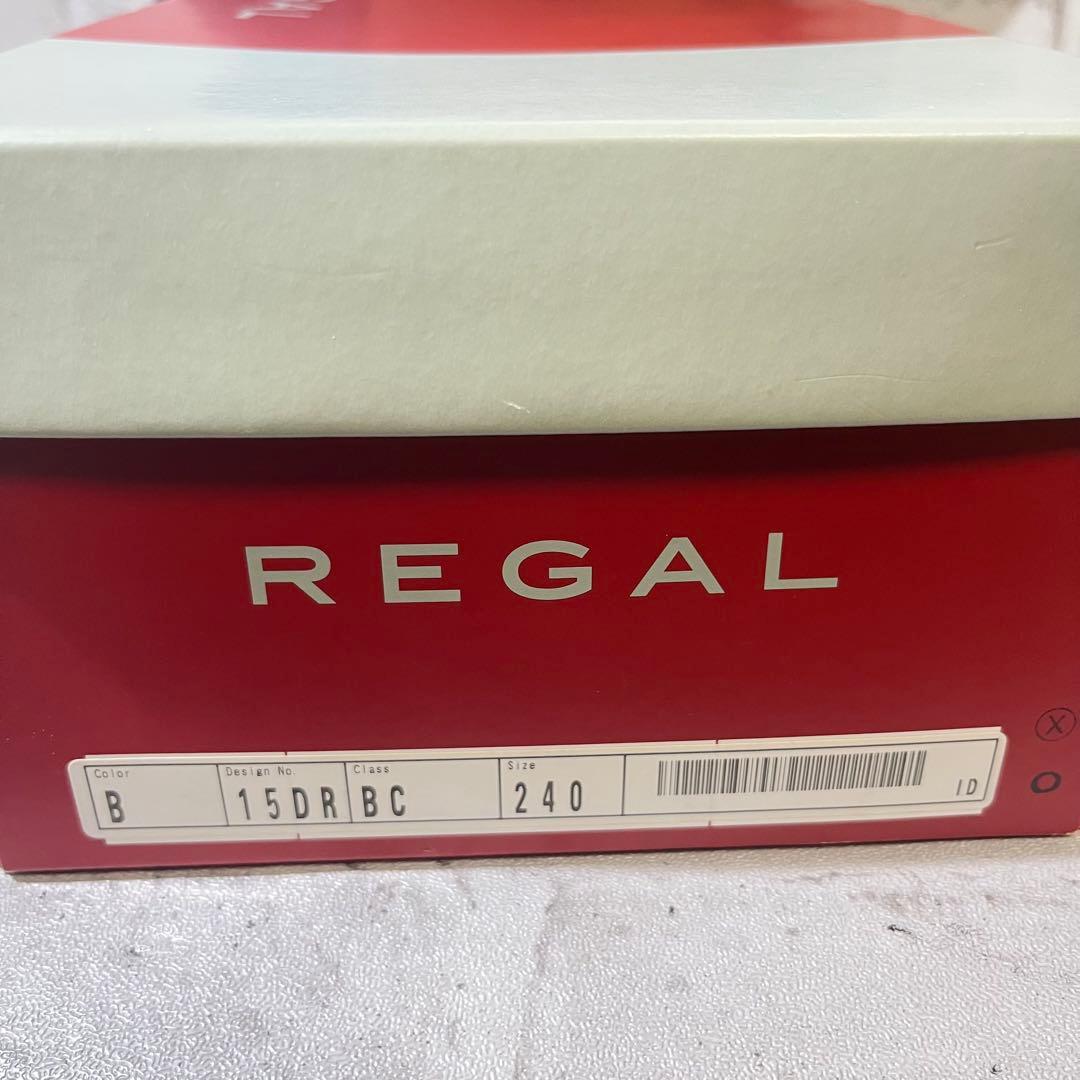 REGAL
Color Design No. Class Size
B 15DR BC 240 ID
X
O